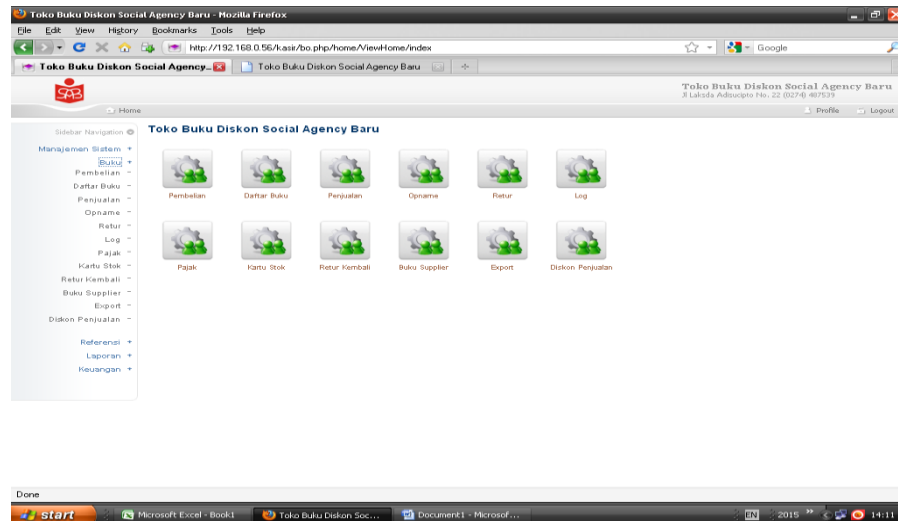 Toko Buku Diskon Social Agency Baru - Mozilla Firefox
File Edit View History Bookmarks Tools Help
http://192.168.0.56/kasir/bo.php/home/ViewHome/index
Google
Toko Buku Diskon Social Agency...
Toko Buku Diskon Social Agency Baru
SAB
Toko Buku Diskon Social Agency Baru
Jl Laksda Adisucipto No. 22 (0274) 487539
Home
Profile
Logout
Sidebar Navigation
Manajemen Sistem +
Buku +
Pembelian -
Daftar Buku -
Penjualan -
Opname -
Retur -
Log -
Pajak -
Kartu Stok -
Retur Kembali -
Buku Supplier -
Export -
Diskon Penjualan -
Referensi +
Laporan +
Keuangan +
Toko Buku Diskon Social Agency Baru
Pembelian Daftar Buku Penjualan Opname Retur Log
Pajak Kartu Stok Retur Kembali Buku Supplier Export Diskon Penjualan
Done
start
Microsoft Excel - Book1
Toko Buku Diskon Soc...
Document1 - Microsof...
EN
2015
14:11